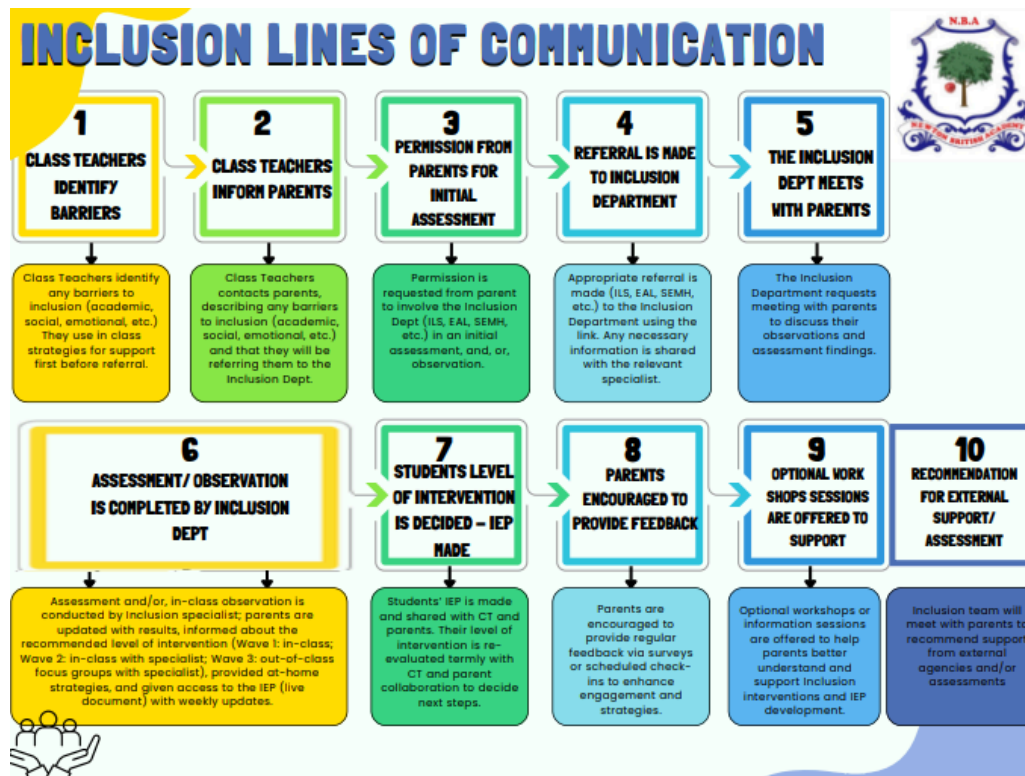 INCLUSION LINES OF COMMUNICATION
N.B.A
NEWTON BRITISH ACADEMY
1
CLASS TEACHERS
IDENTIFY
BARRIERS
2
CLASS TEACHERS
INFORM PARENTS
3
PERMISSION FROM
PARENTS FOR
INITIAL
ASSESSMENT
4
REFERRAL IS MADE
TO INCLUSION
DEPARTMENT
5
THE INCLUSION
DEPT MEETS
WITH PARENTS
Class Teachers identify
any barriers to
inclusion (academic,
social, emotional, etc.)
They use in class
strategies for support
first before referral.
Class Teachers
contacts parents,
describing any barriers
to inclusion (academic,
social, emotional, etc.)
and that they will be
referring them to the
Inclusion Dept.
Permission is
requested from parent
to involve the Inclusion
Dept (ILS, EAL, SEMH,
etc.) in an initial
assessment, and, or,
observation.
Appropriate referral is
made (ILS, EAL, SEMH,
etc.) to the Inclusion
Department using the
link. Any necessary
information is shared
with the relevant
specialist.
The Inclusion
Department requests
meeting with parents
to discuss their
observations and
assessment findings.
6
ASSESSMENT/ OBSERVATION
IS COMPLETED BY INCLUSION
DEPT
7
STUDENTS LEVEL
OF INTERVENTION
IS DECIDED – IEP
MADE
8
PARENTS
ENCOURAGED TO
PROVIDE FEEDBACK
9
OPTIONAL WORK
SHOPS SESSIONS
ARE OFFERED TO
SUPPORT
10
RECOMMENDATION
FOR EXTERNAL
SUPPORT/
ASSESSMENT
Assessment and/or, in-class observation is
conducted by Inclusion specialist; parents are
updated with results, informed about the
recommended level of intervention (Wave 1: in-class;
Wave 2: in-class with specialist; Wave 3: out-of-class
focus groups with specialist), provided at-home
strategies, and given access to the IEP (live
document) with weekly updates.
Students' IEP is made
and shared with CT and
parents. Their level of
intervention is re-
evaluated termly with
CT and parent
collaboration to decide
next steps.
Parents are
encouraged to
provide regular
feedback via surveys
or scheduled check-
ins to enhance
engagement and
strategies.
Optional workshops or
information sessions
are offered to help
parents better
understand and
support Inclusion
interventions and IEP
development.
Inclusion team will
meet with parents to
recommend support
from external
agencies and/or
assessments